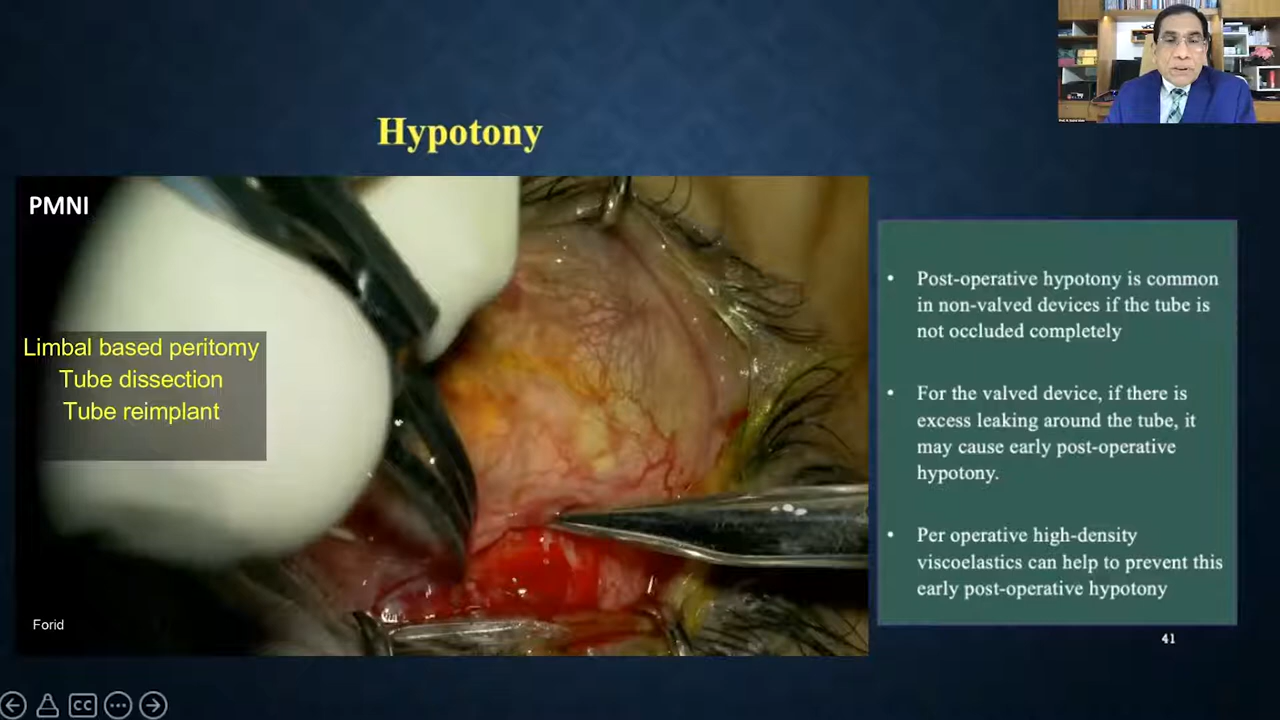 Hypotony
PMNI
Limbal based peritomy
Tube dissection
Tube reimplant
Forid
• Post-operative hypotony is common
in non-valved devices if the tube is
not occluded completely
• For the valved device, if there is
excess leaking around the tube, it
may cause early post-operative
hypotony.
• Per operative high-density
viscoelastics can help to prevent this
early post-operative hypotony
41
CC